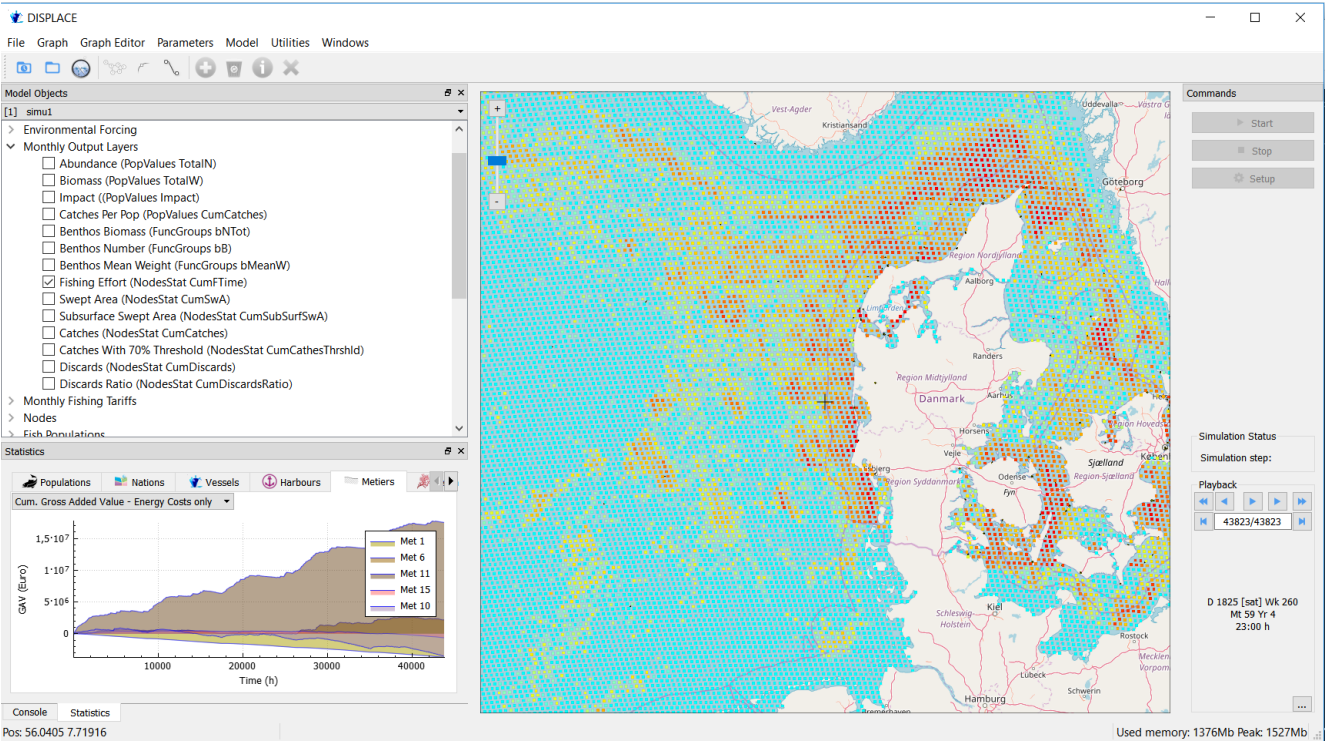 DISPLACE
File Graph Graph Editor Parameters Model Utilities Windows
Model Objects
[1] simu1
Environmental Forcing
Monthly Output Layers
Abundance (PopValues TotalN)
Biomass (PopValues TotalW)
Impact ((PopValues Impact)
Catches Per Pop (PopValues CumCatches)
Benthos Biomass (FuncGroups bNTot)
Benthos Number (FuncGroups bB)
Benthos Mean Weight (FuncGroups bMeanW)
Fishing Effort (NodesStat CumFTime)
Swept Area (NodesStat CumSwA)
Subsurface Swept Area (NodesStat CumSubSurfSwA)
Catches (NodesStat CumCatches)
Catches With 70% Threshold (NodesStat CumCathesThrshld)
Discards (NodesStat CumDiscards)
Discards Ratio (NodesStat CumDiscardsRatio)
Monthly Fishing Tariffs
Nodes
Fish Populations
Statistics
Populations Nations Vessels Harbours Metiers
Cum. Gross Added Value - Energy Costs only
GAV (Euro)
1,5·10⁷
1·10⁷
5·10⁶
0
10000 20000 30000 40000
Time (h)
Met 1
Met 6
Met 11
Met 15
Met 10
Console Statistics
Pos: 56.0405 7.71916
+
-
Vest-Agder
Kristiansand
Uddevalla
Göteborg
Region Nordjylland
Aalborg
Limfjorden
Randers
Region Midtjylland
Danmark
Aarhus
Horsens
Vejle
Esbjerg
Region Syddanmark
Odense
Fyn
Sjælland
Region Sjælland
Kiel
Schleswig-
Holstein
Rostock
Lübeck
Schwerin
Hamburg
Bremerhaven
Commands
Start
Stop
Setup
Simulation Status
Simulation step:
Playback
43823/43823
D 1825 [sat] Wk 260
Mt 59 Yr 4
23:00 h
...
Used memory: 1376Mb Peak: 1527Mb